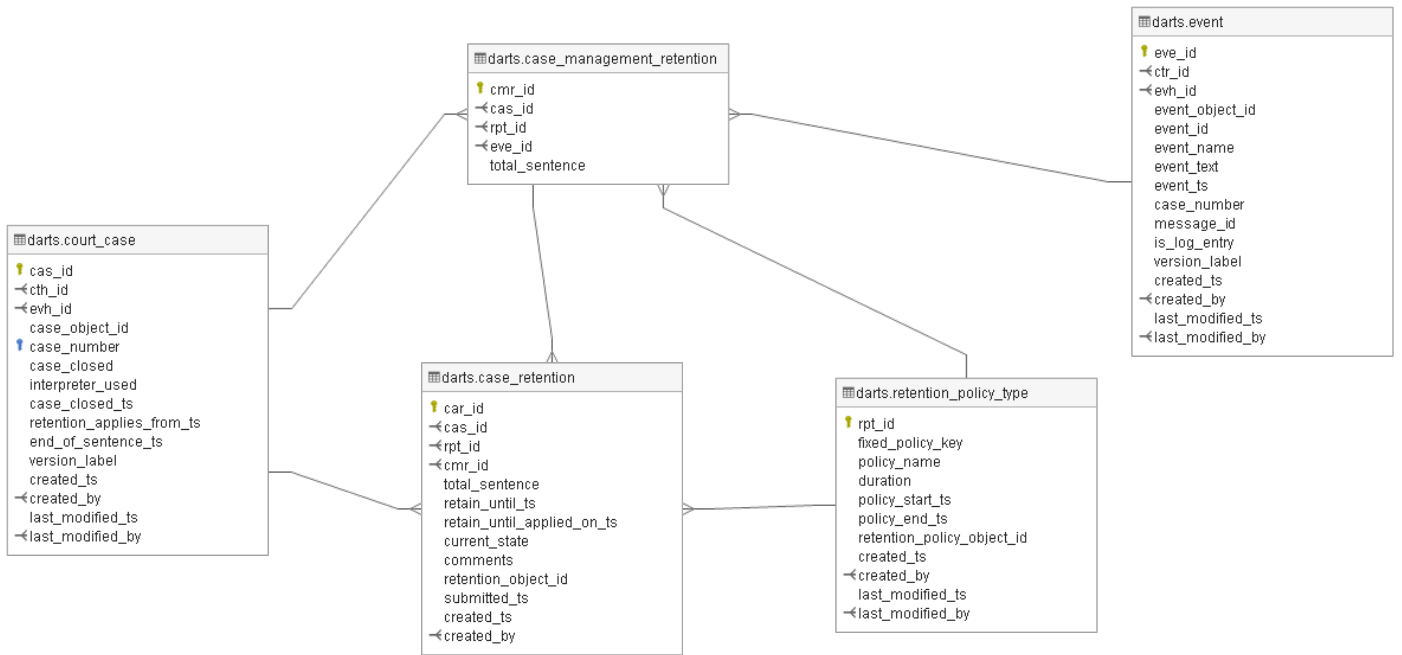 darts.event
eve_id
ctr_id
evh_id
event_object_id
event_id
event_name
event_text
event_ts
case_number
message_id
is_log_entry
version_label
created_ts
created_by
last_modified_ts
last_modified_by
darts.case_management_retention
cmr_id
cas_id
rpt_id
eve_id
total_sentence
darts.court_case
cas_id
cth_id
evh_id
case_object_id
case_number
case_closed
interpreter_used
case_closed_ts
retention_applies_from_ts
end_of_sentence_ts
version_label
created_ts
created_by
last_modified_ts
last_modified_by
darts.case_retention
car_id
cas_id
rpt_id
cmr_id
total_sentence
retain_until_ts
retain_until_applied_on_ts
current_state
comments
retention_object_id
submitted_ts
created_ts
created_by
darts.retention_policy_type
rpt_id
fixed_policy_key
policy_name
duration
policy_start_ts
policy_end_ts
retention_policy_object_id
created_ts
created_by
last_modified_ts
last_modified_by